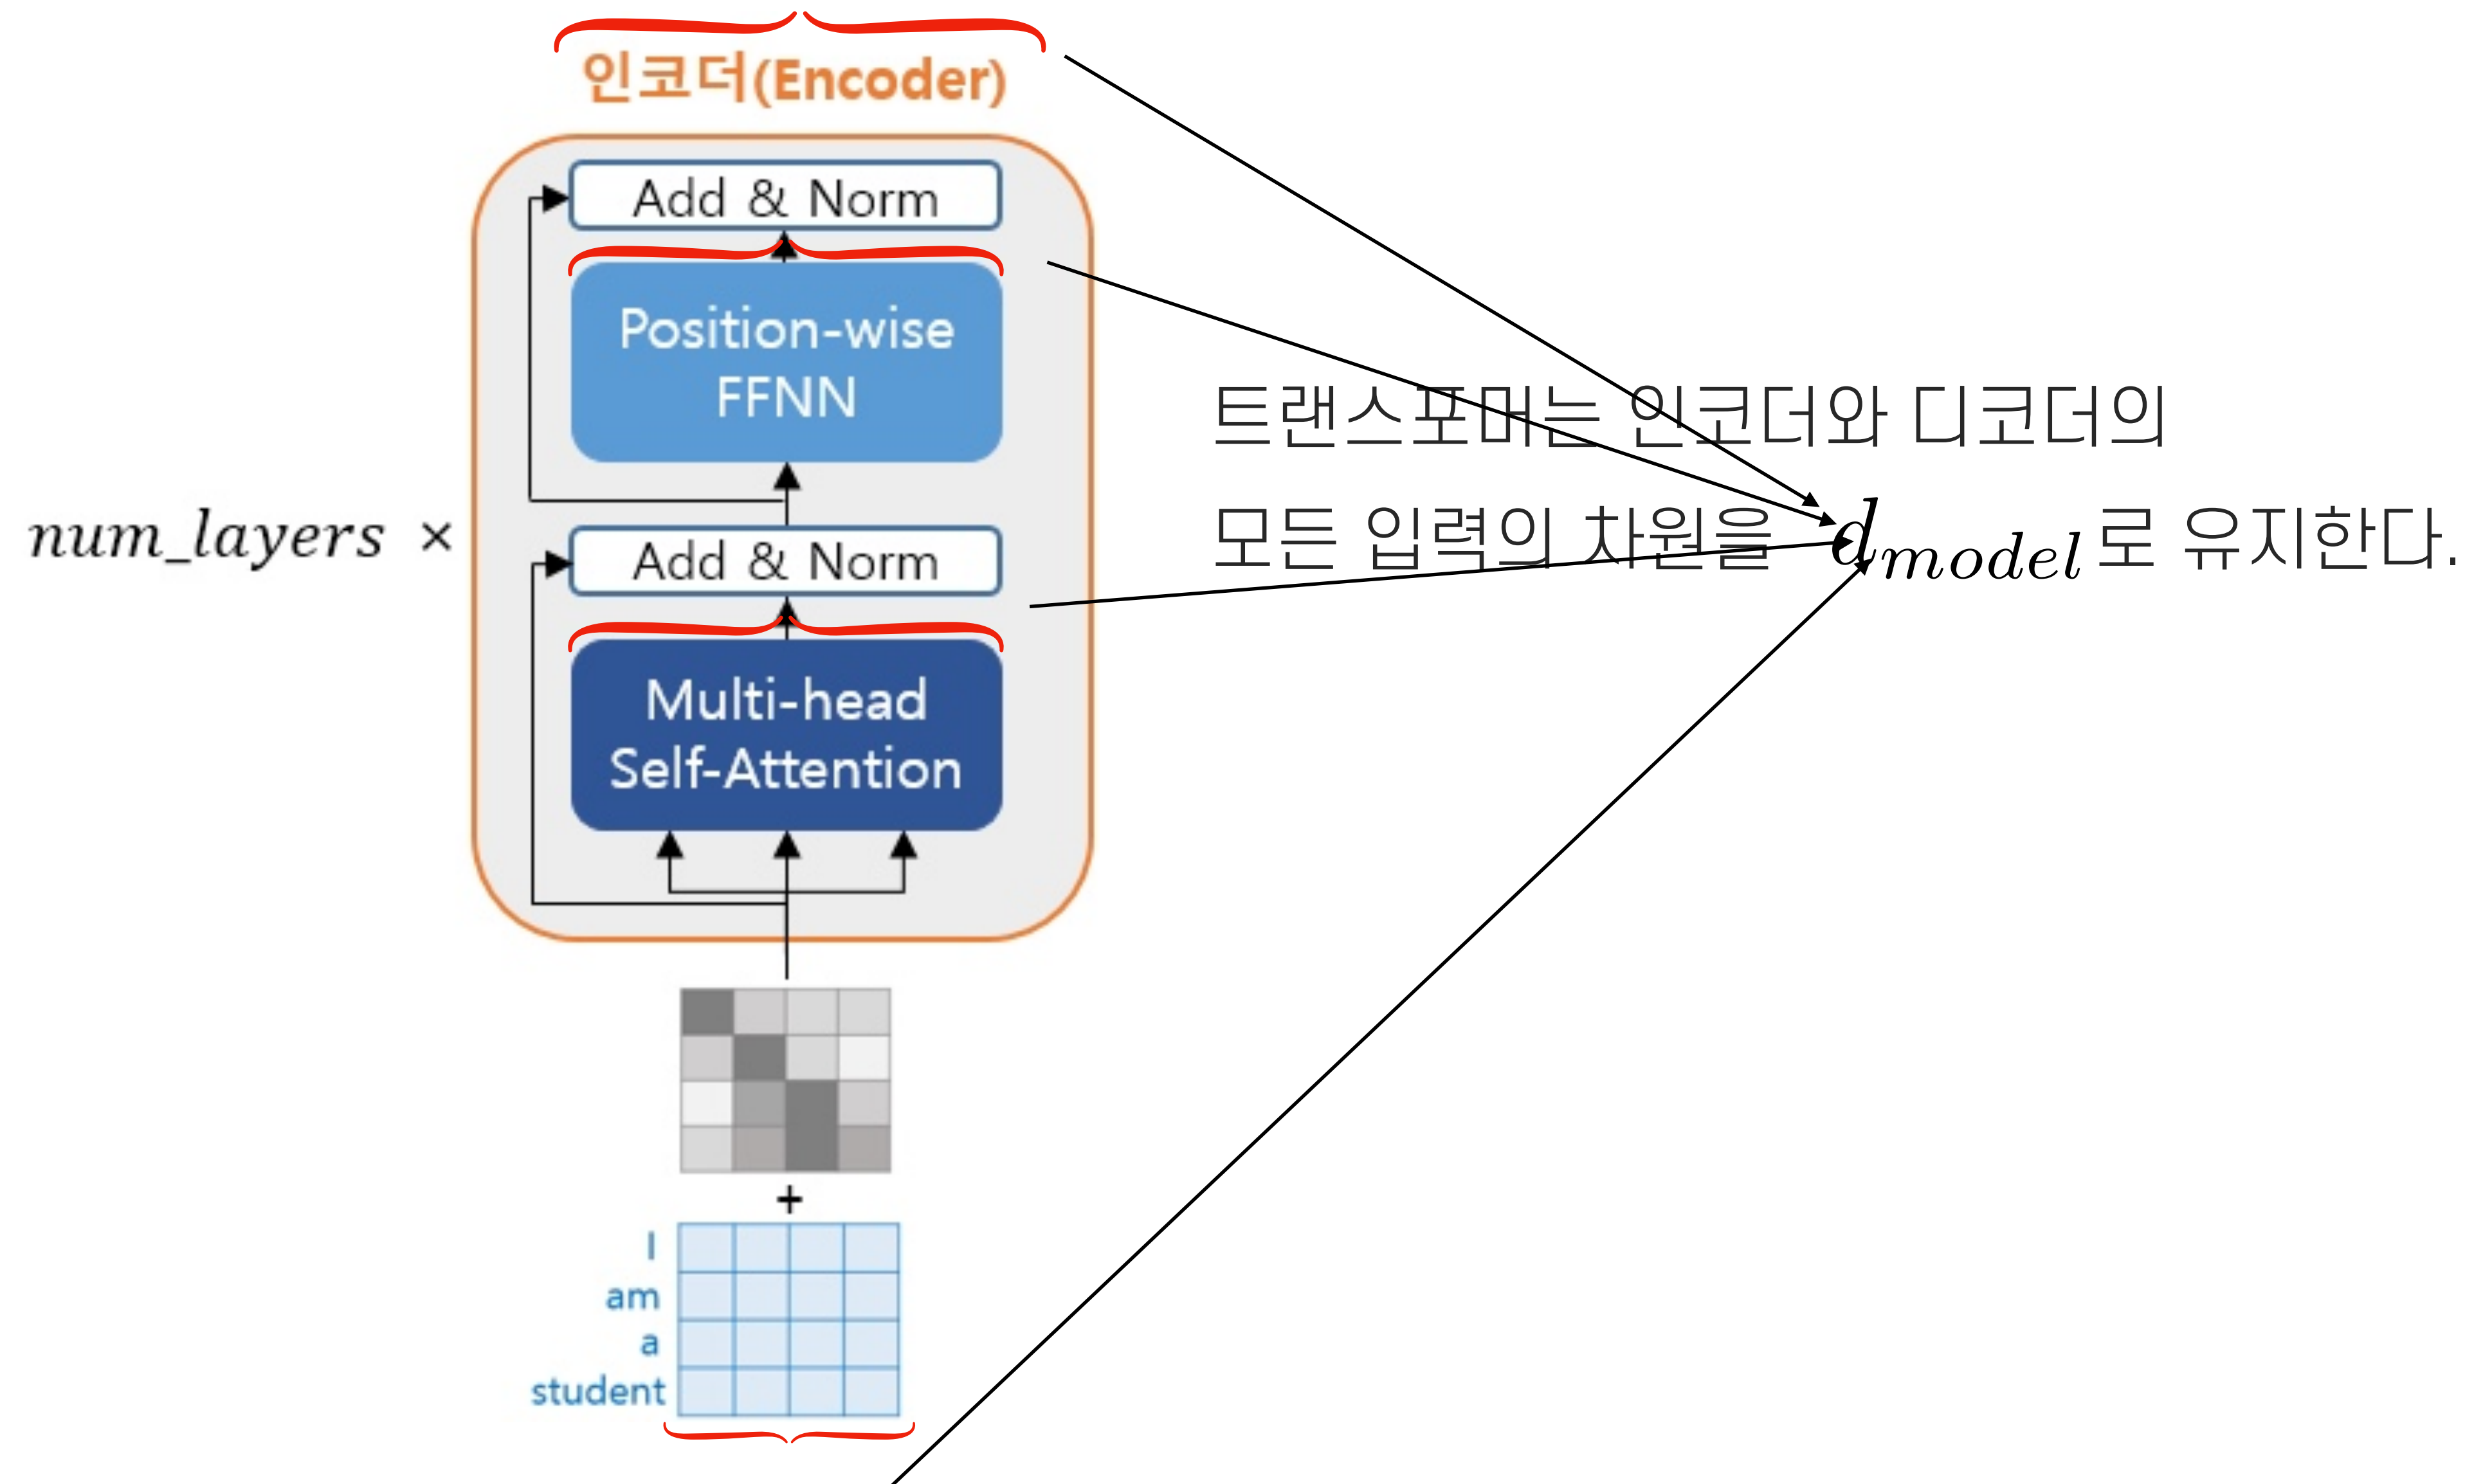 인코더(Encoder)
Add & Norm
Position-wise
FFNN
num_layers ×
Add & Norm
Multi-head
Self-Attention
+
I
am
a
student
트랜스포머는 인코더와 디코더의
모든 입력의 차원을 d_model 로 유지한다.